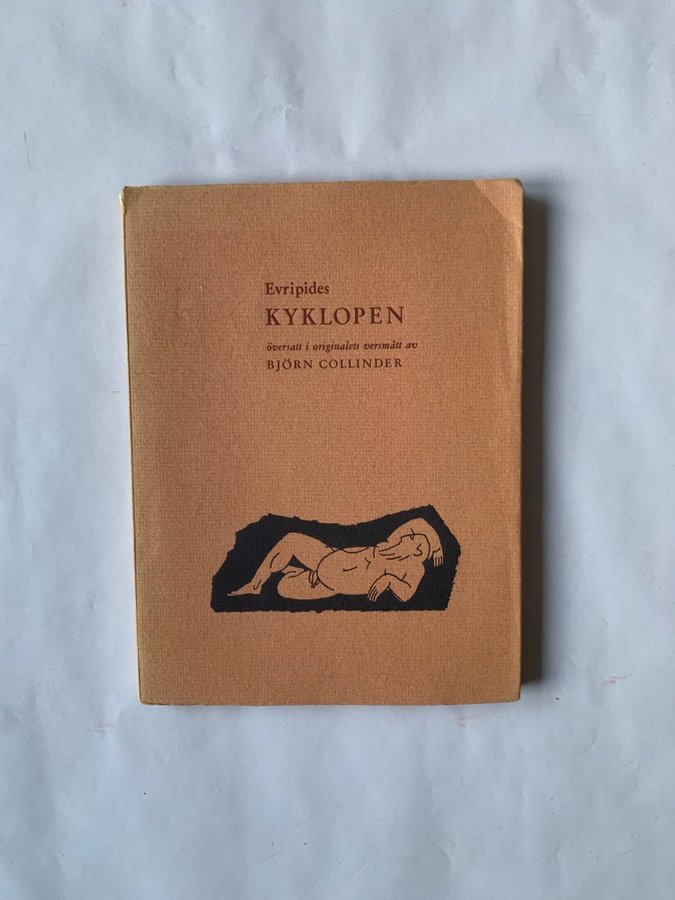 Evripides
KYKLOPEN
översatt i originalets versmått av
BJÖRN COLLINDER